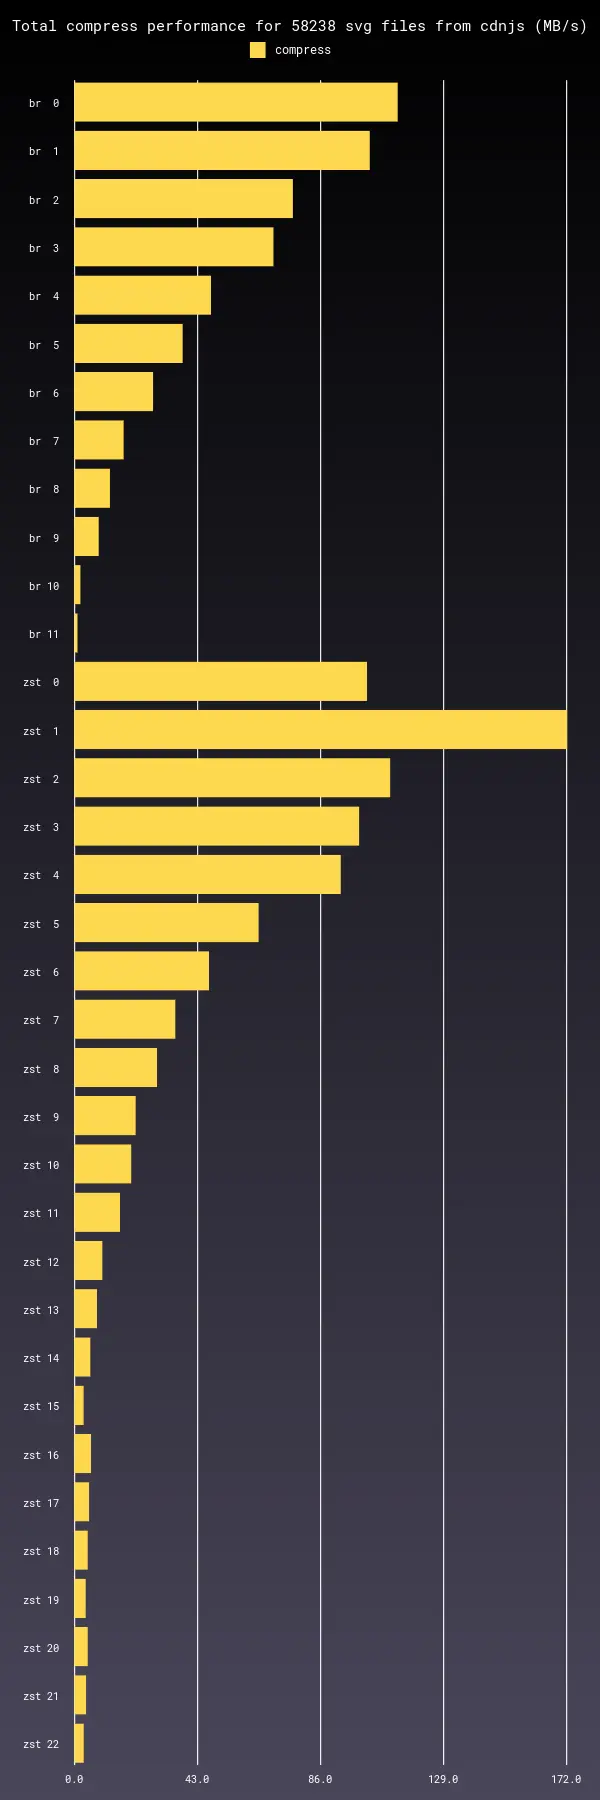 Total compress performance for 58238 svg files from cdnjs (MB/s)
compress
br 0
br 1
br 2
br 3
br 4
br 5
br 6
br 7
br 8
br 9
br 10
br 11
zst 0
zst 1
zst 2
zst 3
zst 4
zst 5
zst 6
zst 7
zst 8
zst 9
zst 10
zst 11
zst 12
zst 13
zst 14
zst 15
zst 16
zst 17
zst 18
zst 19
zst 20
zst 21
zst 22
0.0 43.0 86.0 129.0 172.0